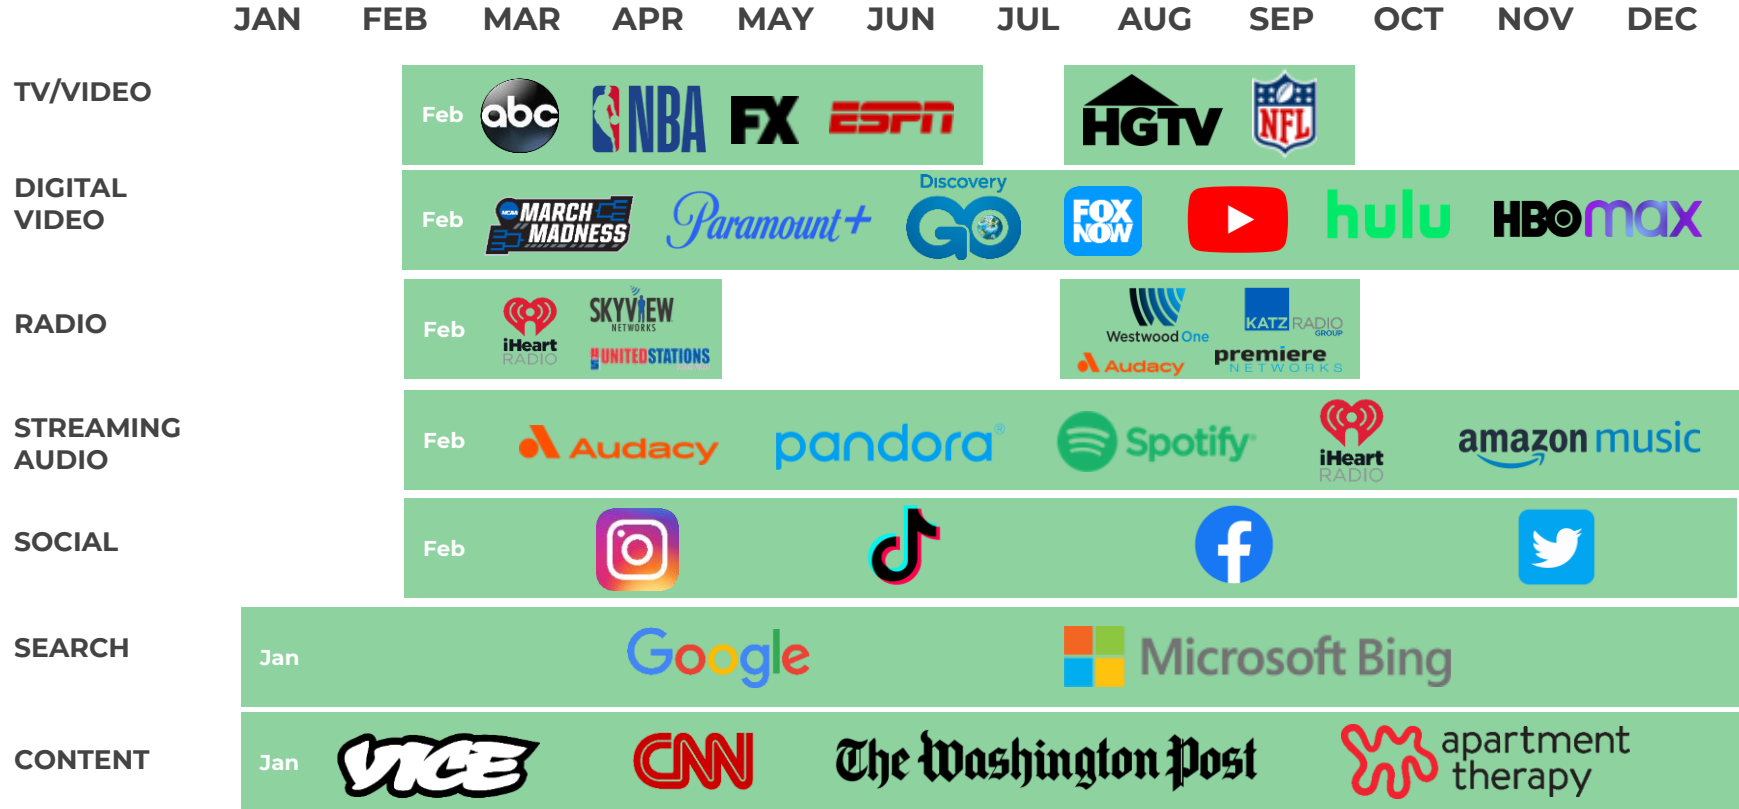 JAN FEB MAR APR MAY JUN JUL AUG SEP OCT NOV DEC
TV/VIDEO
Feb abc NBA FX ESPN HGTV NFL
DIGITAL
VIDEO
Feb
NCAA MARCH
MADNESS
Paramount+
Discovery
GO
FOX
NOW
hulu
HBOmax
RADIO
Feb
iHeart
RADIO
SKYVIEW
NETWORKS
UNITED STATIONS
Westwood One
Audacy
KATZ RADIO
GROUP
premiere
NETWORKS
STREAMING
AUDIO
Feb
Audacy
pandora®
Spotify
iHeart
RADIO
amazon music
SOCIAL
Feb
SEARCH
Jan
Google
Microsoft Bing
CONTENT
Jan
VICE
CNN
The Washington Post
apartment
therapy